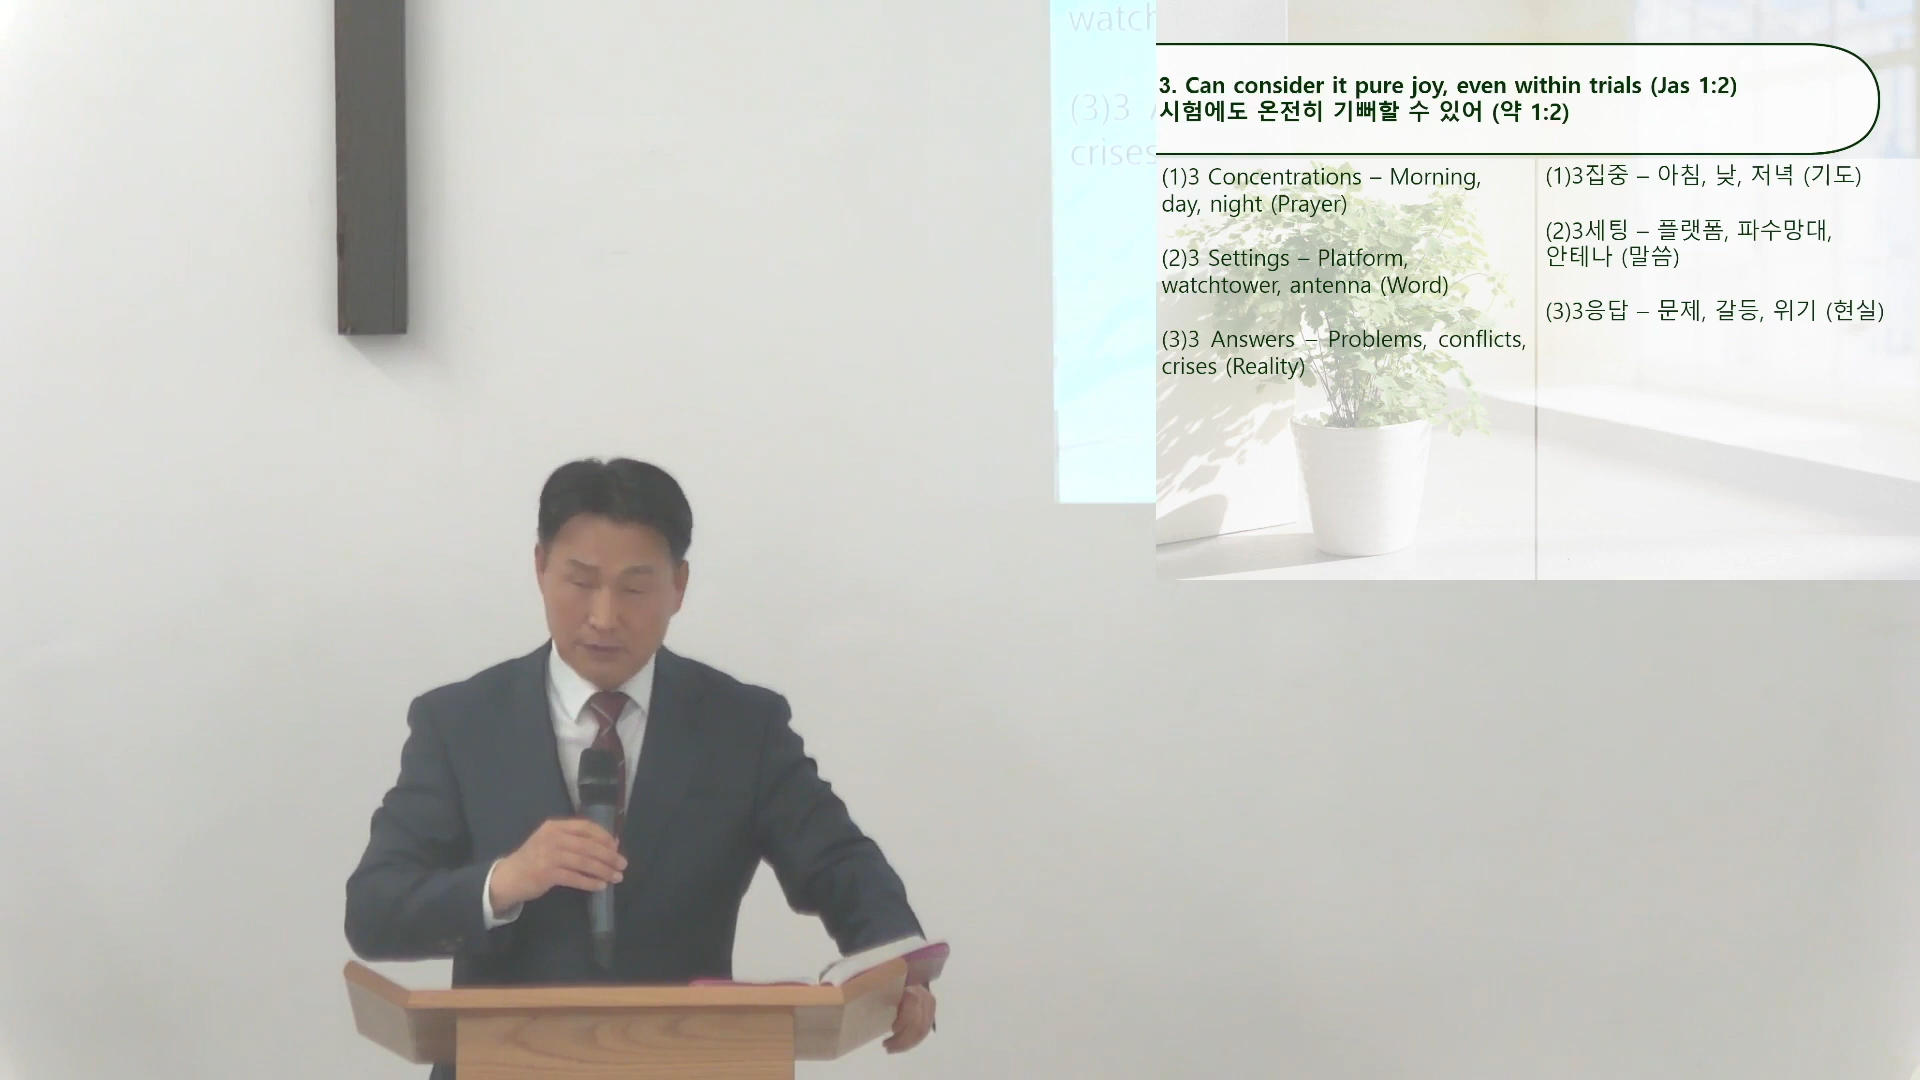 watch
(3)3
crises
3. Can consider it pure joy, even within trials (Jas 1:2)
시험에도 온전히 기뻐할 수 있어 (약 1:2)
(1)3 Concentrations – Morning,
day, night (Prayer)
(2)3 Settings – Platform,
watchtower, antenna (Word)
(3)3 Answers – Problems, conflicts,
crises (Reality)
(1)3집중 – 아침, 낮, 저녁 (기도)
(2)3세팅 – 플랫폼, 파수망대,
안테나 (말씀)
(3)3응답 – 문제, 갈등, 위기 (현실)